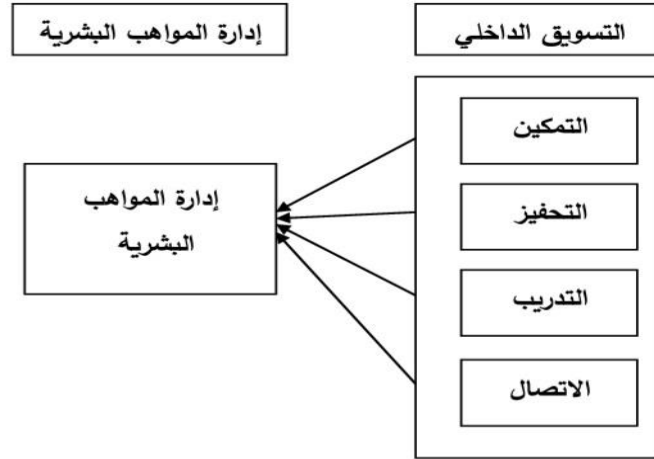 التسويق الداخلي
إدارة المواهب البشرية
التمكين
التحفيز
التدريب
الاتصال
إدارة المواهب
البشرية